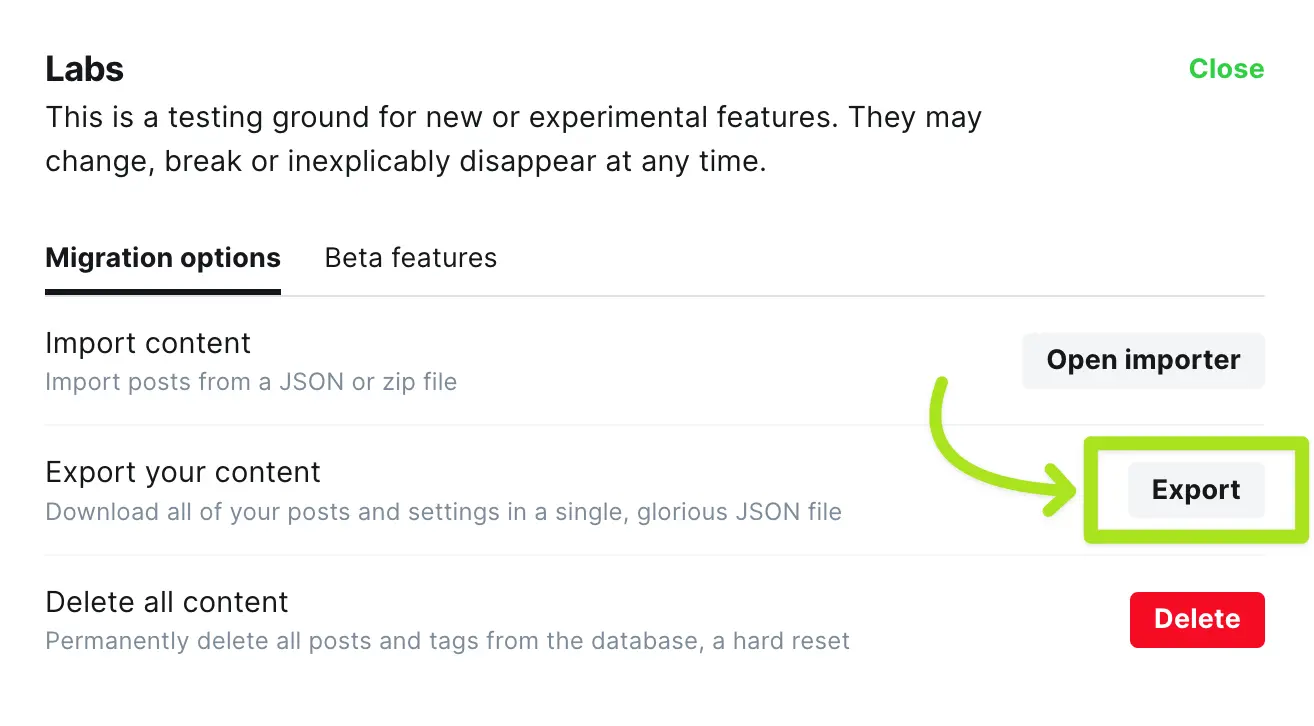 Labs
Close
This is a testing ground for new or experimental features. They may
change, break or inexplicably disappear at any time.
Migration options
Beta features
Import content
Import posts from a JSON or zip file
Open importer
Export your content
Download all of your posts and settings in a single, glorious JSON file
Export
Delete all content
Permanently delete all posts and tags from the database, a hard reset
Delete